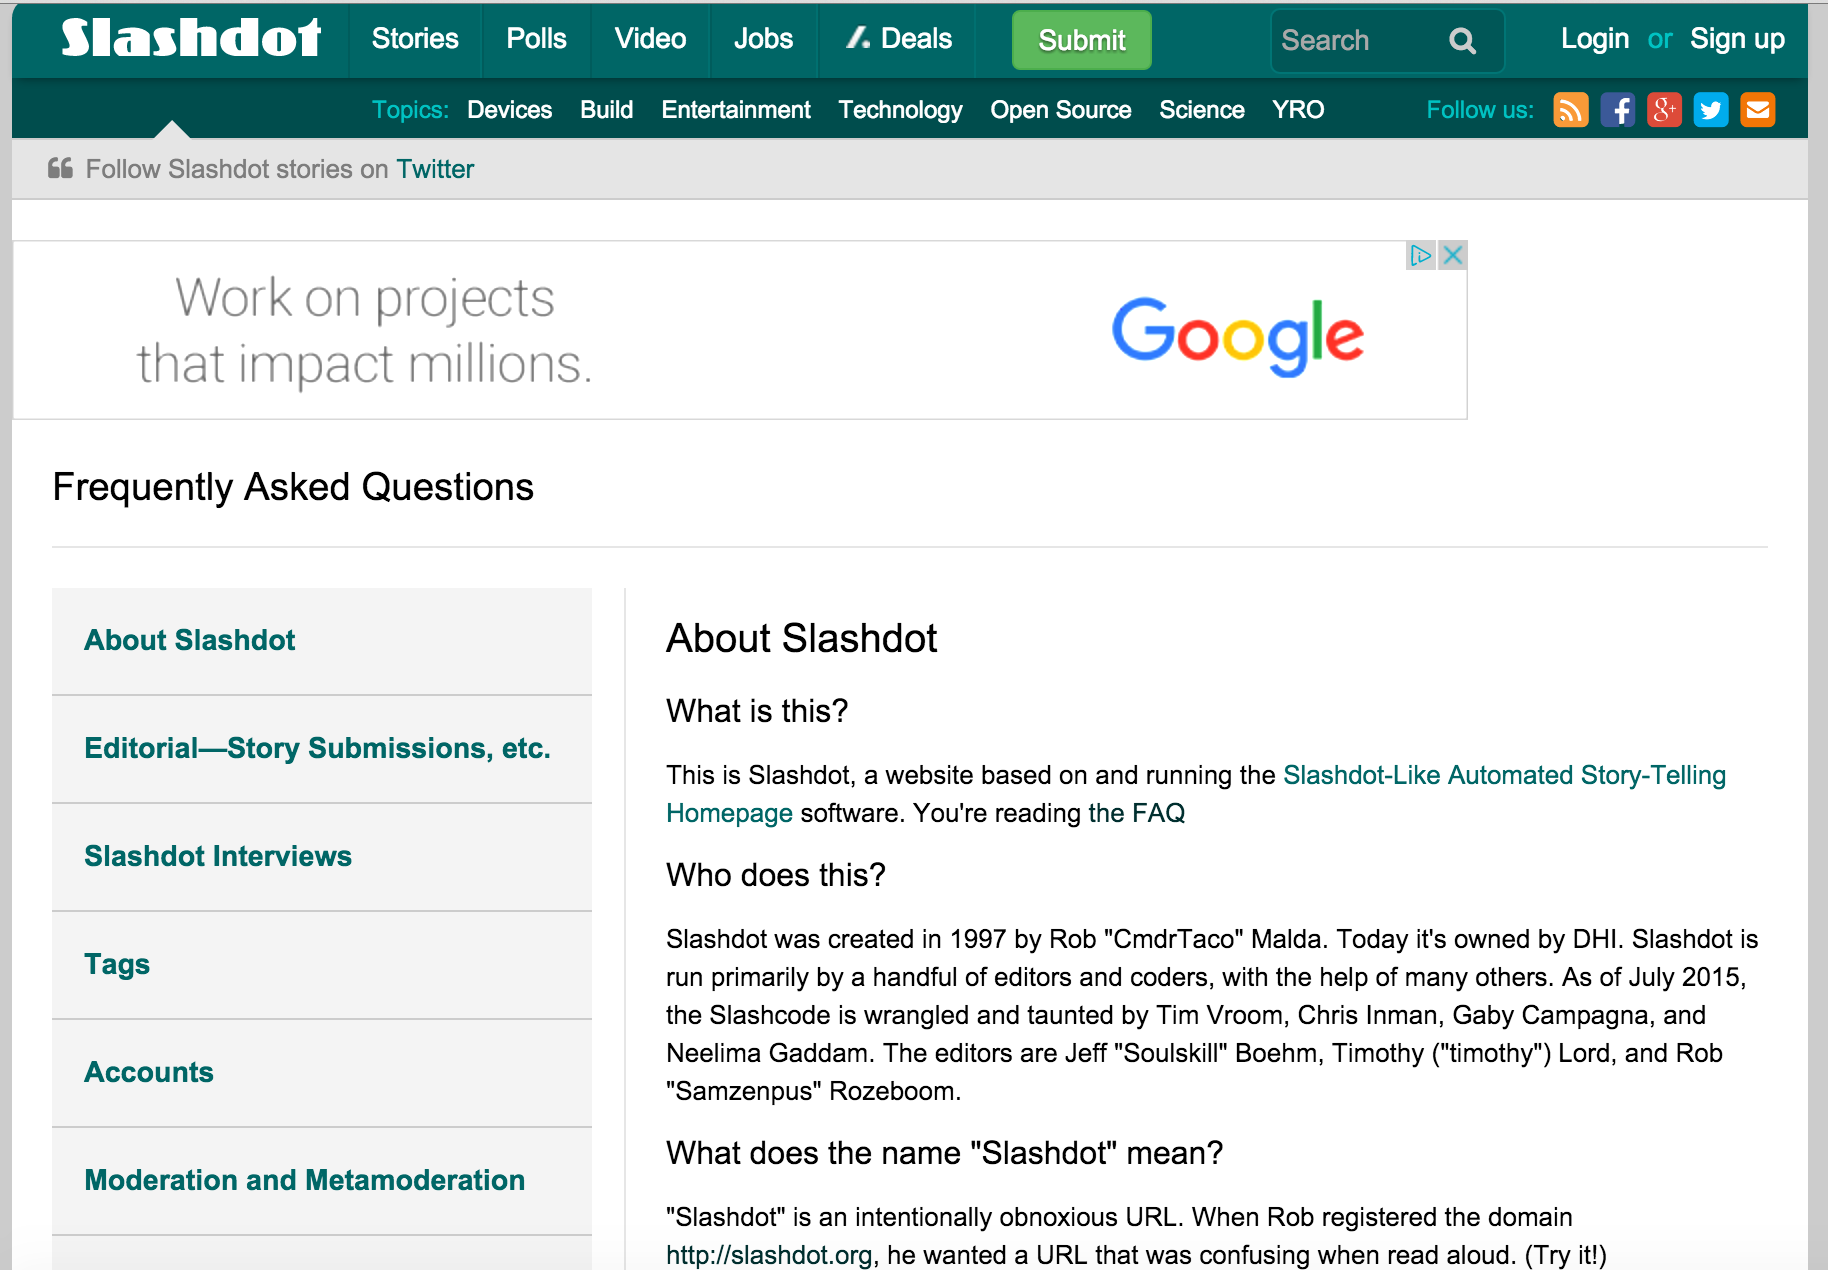 Slashdot Stories Polls Video Jobs Deals Submit Search Login or Sign up
Topics: Devices Build Entertainment Technology Open Source Science YRO Follow us:
Follow Slashdot stories on Twitter
Work on projects
that impact millions.
Google
Frequently Asked Questions
About Slashdot
Editorial—Story Submissions, etc.
Slashdot Interviews
Tags
Accounts
Moderation and Metamoderation
About Slashdot
What is this?
This is Slashdot, a website based on and running the Slashdot-Like Automated Story-Telling
Homepage software. You're reading the FAQ
Who does this?
Slashdot was created in 1997 by Rob "CmdrTaco" Malda. Today it's owned by DHI. Slashdot is
run primarily by a handful of editors and coders, with the help of many others. As of July 2015,
the Slashcode is wrangled and taunted by Tim Vroom, Chris Inman, Gaby Campagna, and
Neelima Gaddam. The editors are Jeff "Soulskill" Boehm, Timothy ("timothy") Lord, and Rob
"Samzenpus" Rozeboom.
What does the name "Slashdot" mean?
"Slashdot" is an intentionally obnoxious URL. When Rob registered the domain
http://slashdot.org, he wanted a URL that was confusing when read aloud. (Try it!)